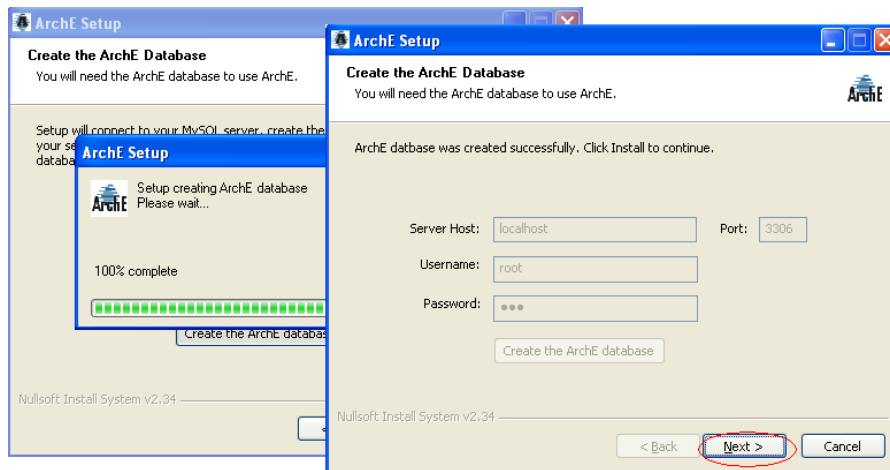 ArchE Setup
Create the ArchE Database
You will need the ArchE database to use ArchE.
Setup will connect to your MySQL server, create the
your se
databa
ArchE Setup
ArchE
Setup creating ArchE database
Please wait...
100% complete
Create the ArchE databas
Nullsoft Install System v2.34
<
ArchE Setup
Create the ArchE Database
You will need the ArchE database to use ArchE.
ArchE
ArchE datbase was created successfully. Click Install to continue.
Server Host: localhost Port: 3306
Username: root
Password: •••
Create the ArchE database
Nullsoft Install System v2.34
< Back Next > Cancel